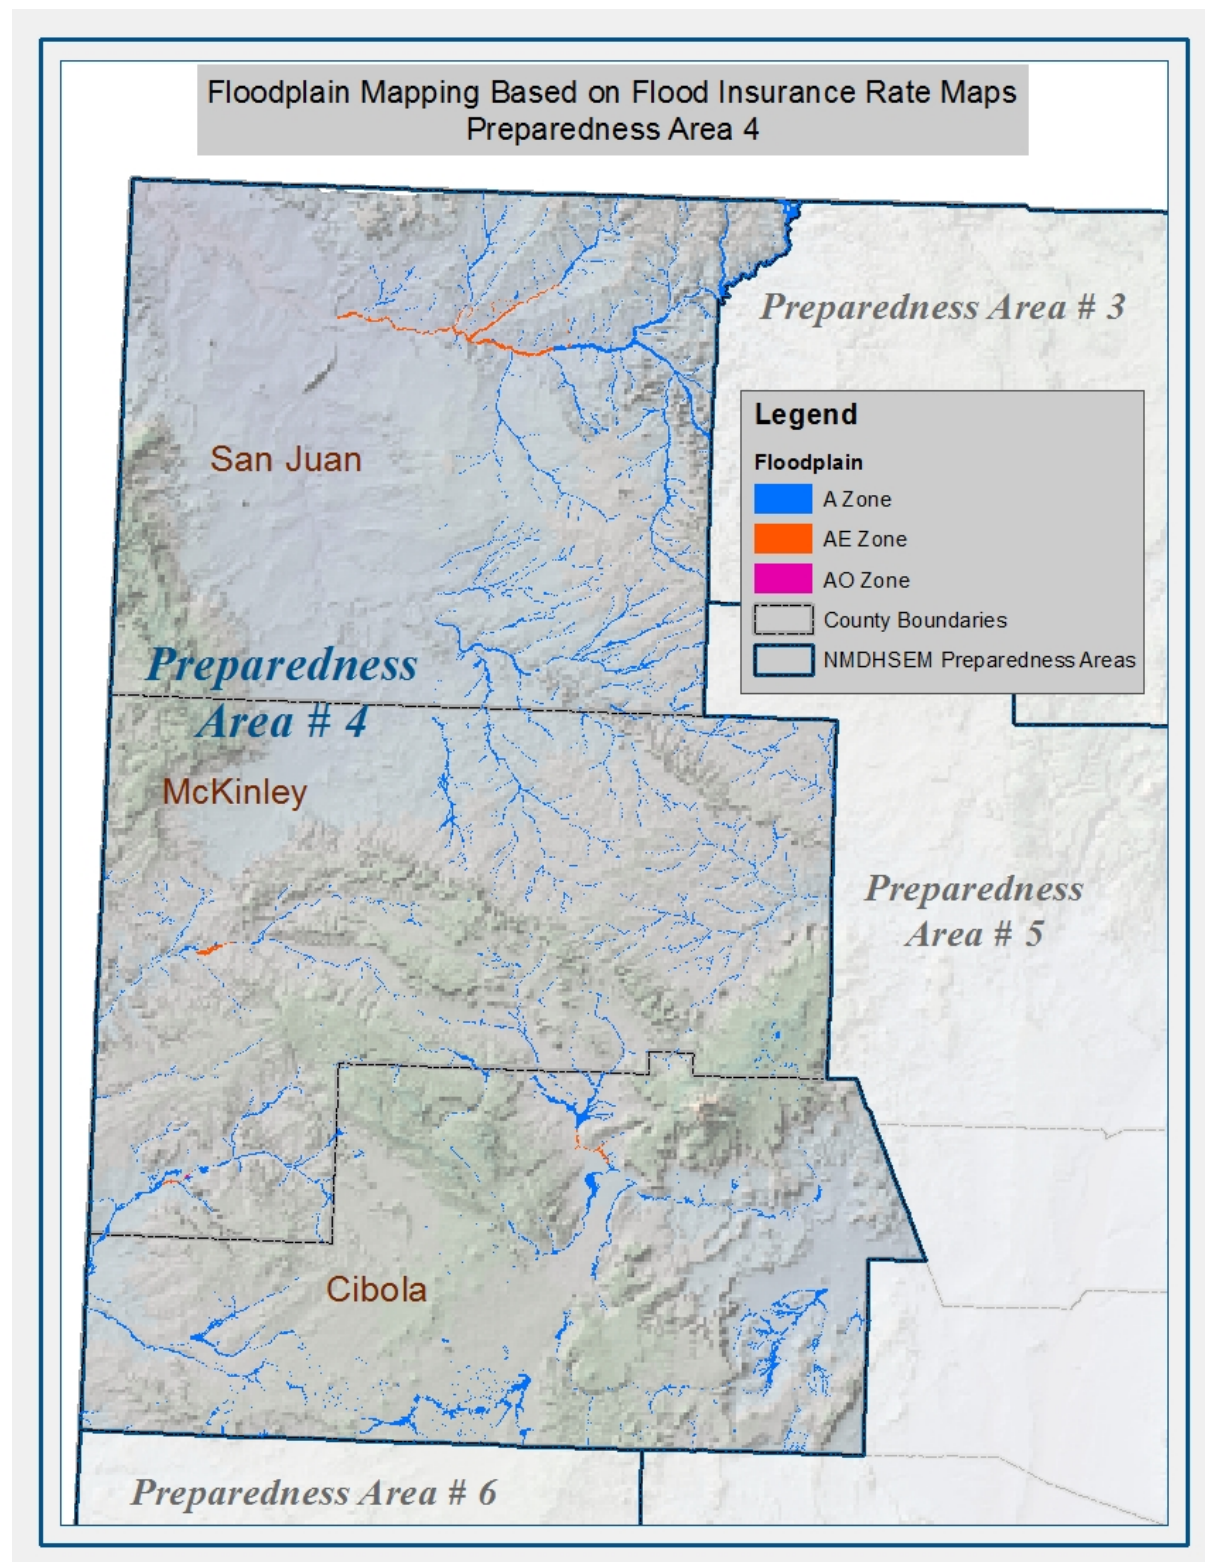 Floodplain Mapping Based on Flood Insurance Rate Maps
Preparedness Area 4
Preparedness Area # 3
Legend
Floodplain
A Zone
AE Zone
AO Zone
County Boundaries
NMDHSEM Preparedness Areas
San Juan
Preparedness
Area # 4
McKinley
Preparedness
Area # 5
Cibola
Preparedness Area # 6